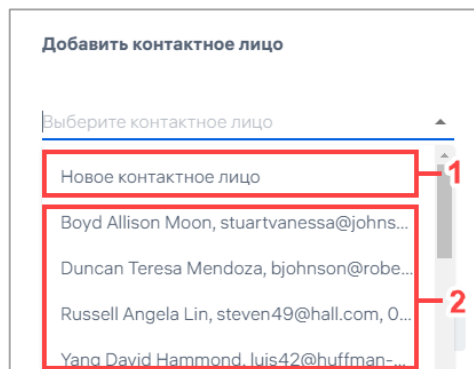 Добавить контактное лицо
Выберите контактное лицо
Новое контактное лицо
1
Boyd Allison Moon, stuartvanessa@johns...
Duncan Teresa Mendoza, bjohnson@robe...
Russell Angela Lin, steven49@hall.com, 0...
2
Yang David Hammond, luis42@huffman-...